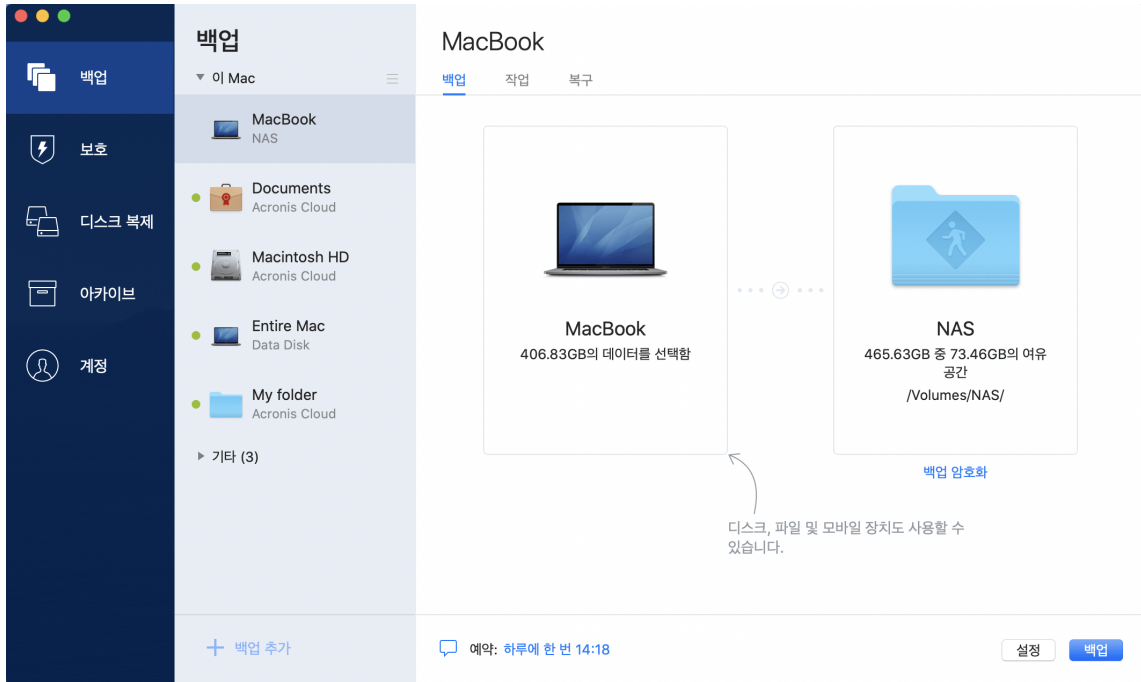 백업
보호
디스크 복제
아카이브
계정
백업
이 Mac
MacBook
NAS
Documents
Acronis Cloud
Macintosh HD
Acronis Cloud
Entire Mac
Data Disk
My folder
Acronis Cloud
기타 (3)
백업 추가
MacBook
백업 작업 복구
MacBook
406.83GB의 데이터를 선택함
NAS
465.63GB 중 73.46GB의 여유
공간
/Volumes/NAS/
백업 암호화
디스크, 파일 및 모바일 장치도 사용할 수
있습니다.
예약: 하루에 한 번 14:18
설정 백업